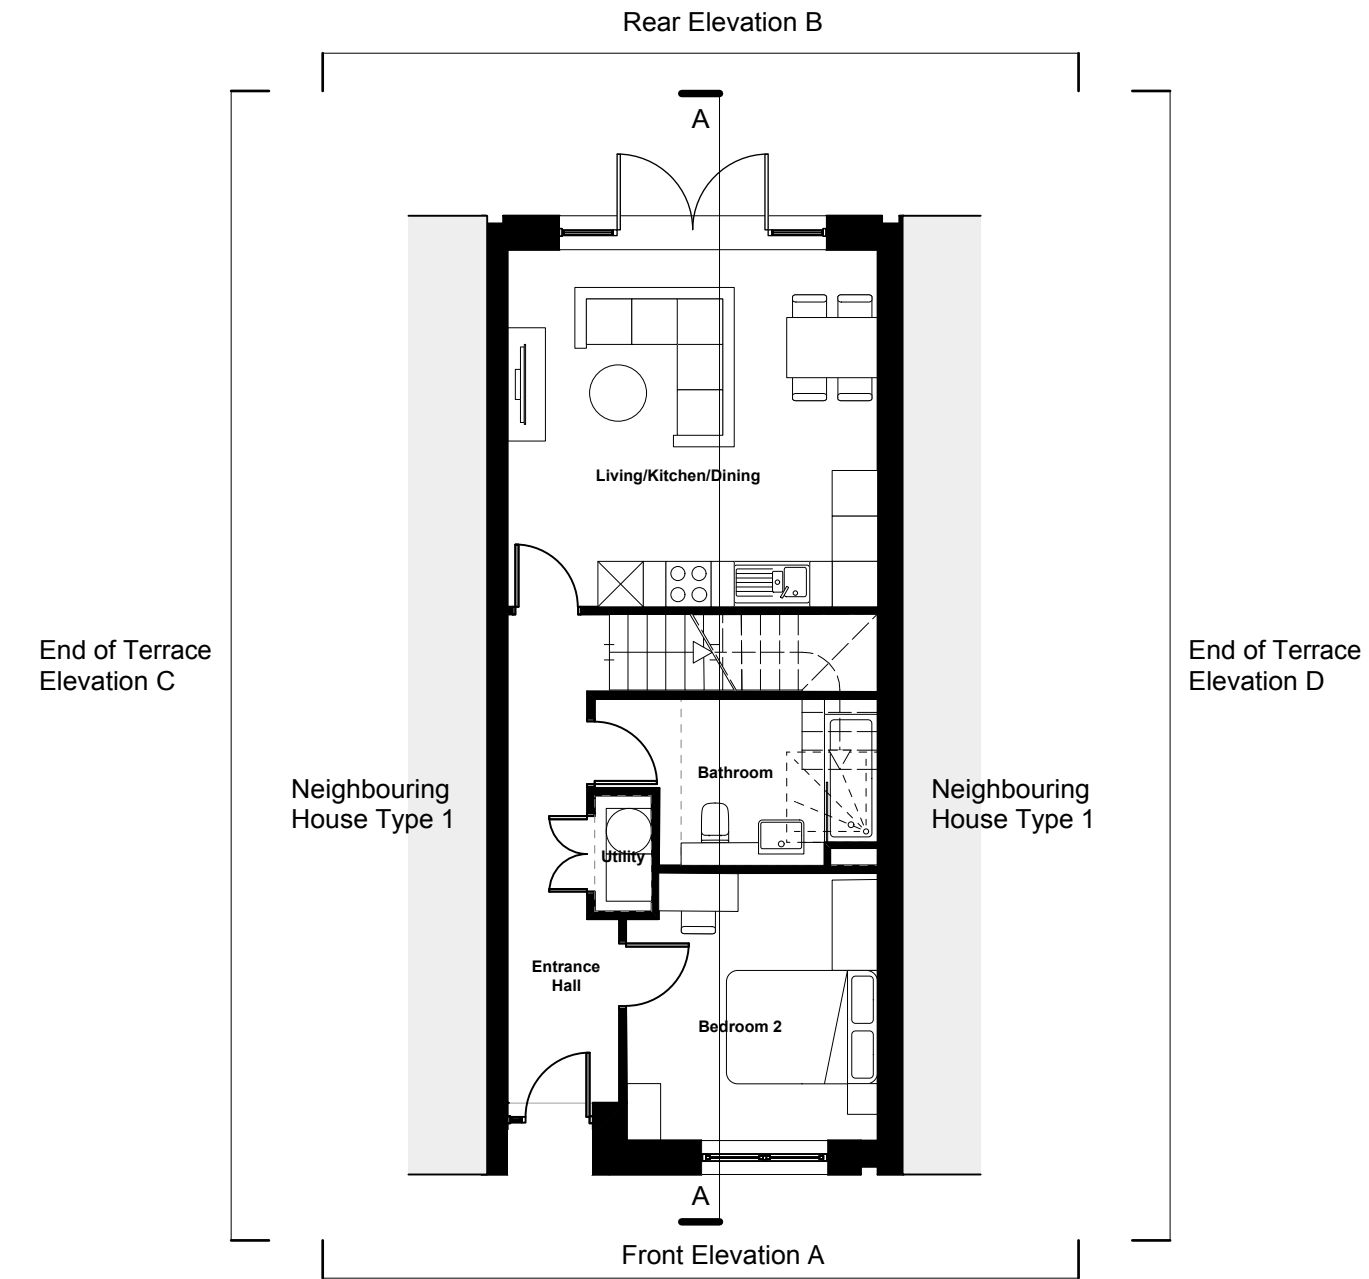 Rear Elevation B
A
Living/Kitchen/Dining
End of Terrace
Elevation C
End of Terrace
Elevation D
Neighbouring
House Type 1
Bathroom
Neighbouring
House Type 1
Utility
Entrance
Hall
Bedroom 2
A
Front Elevation A